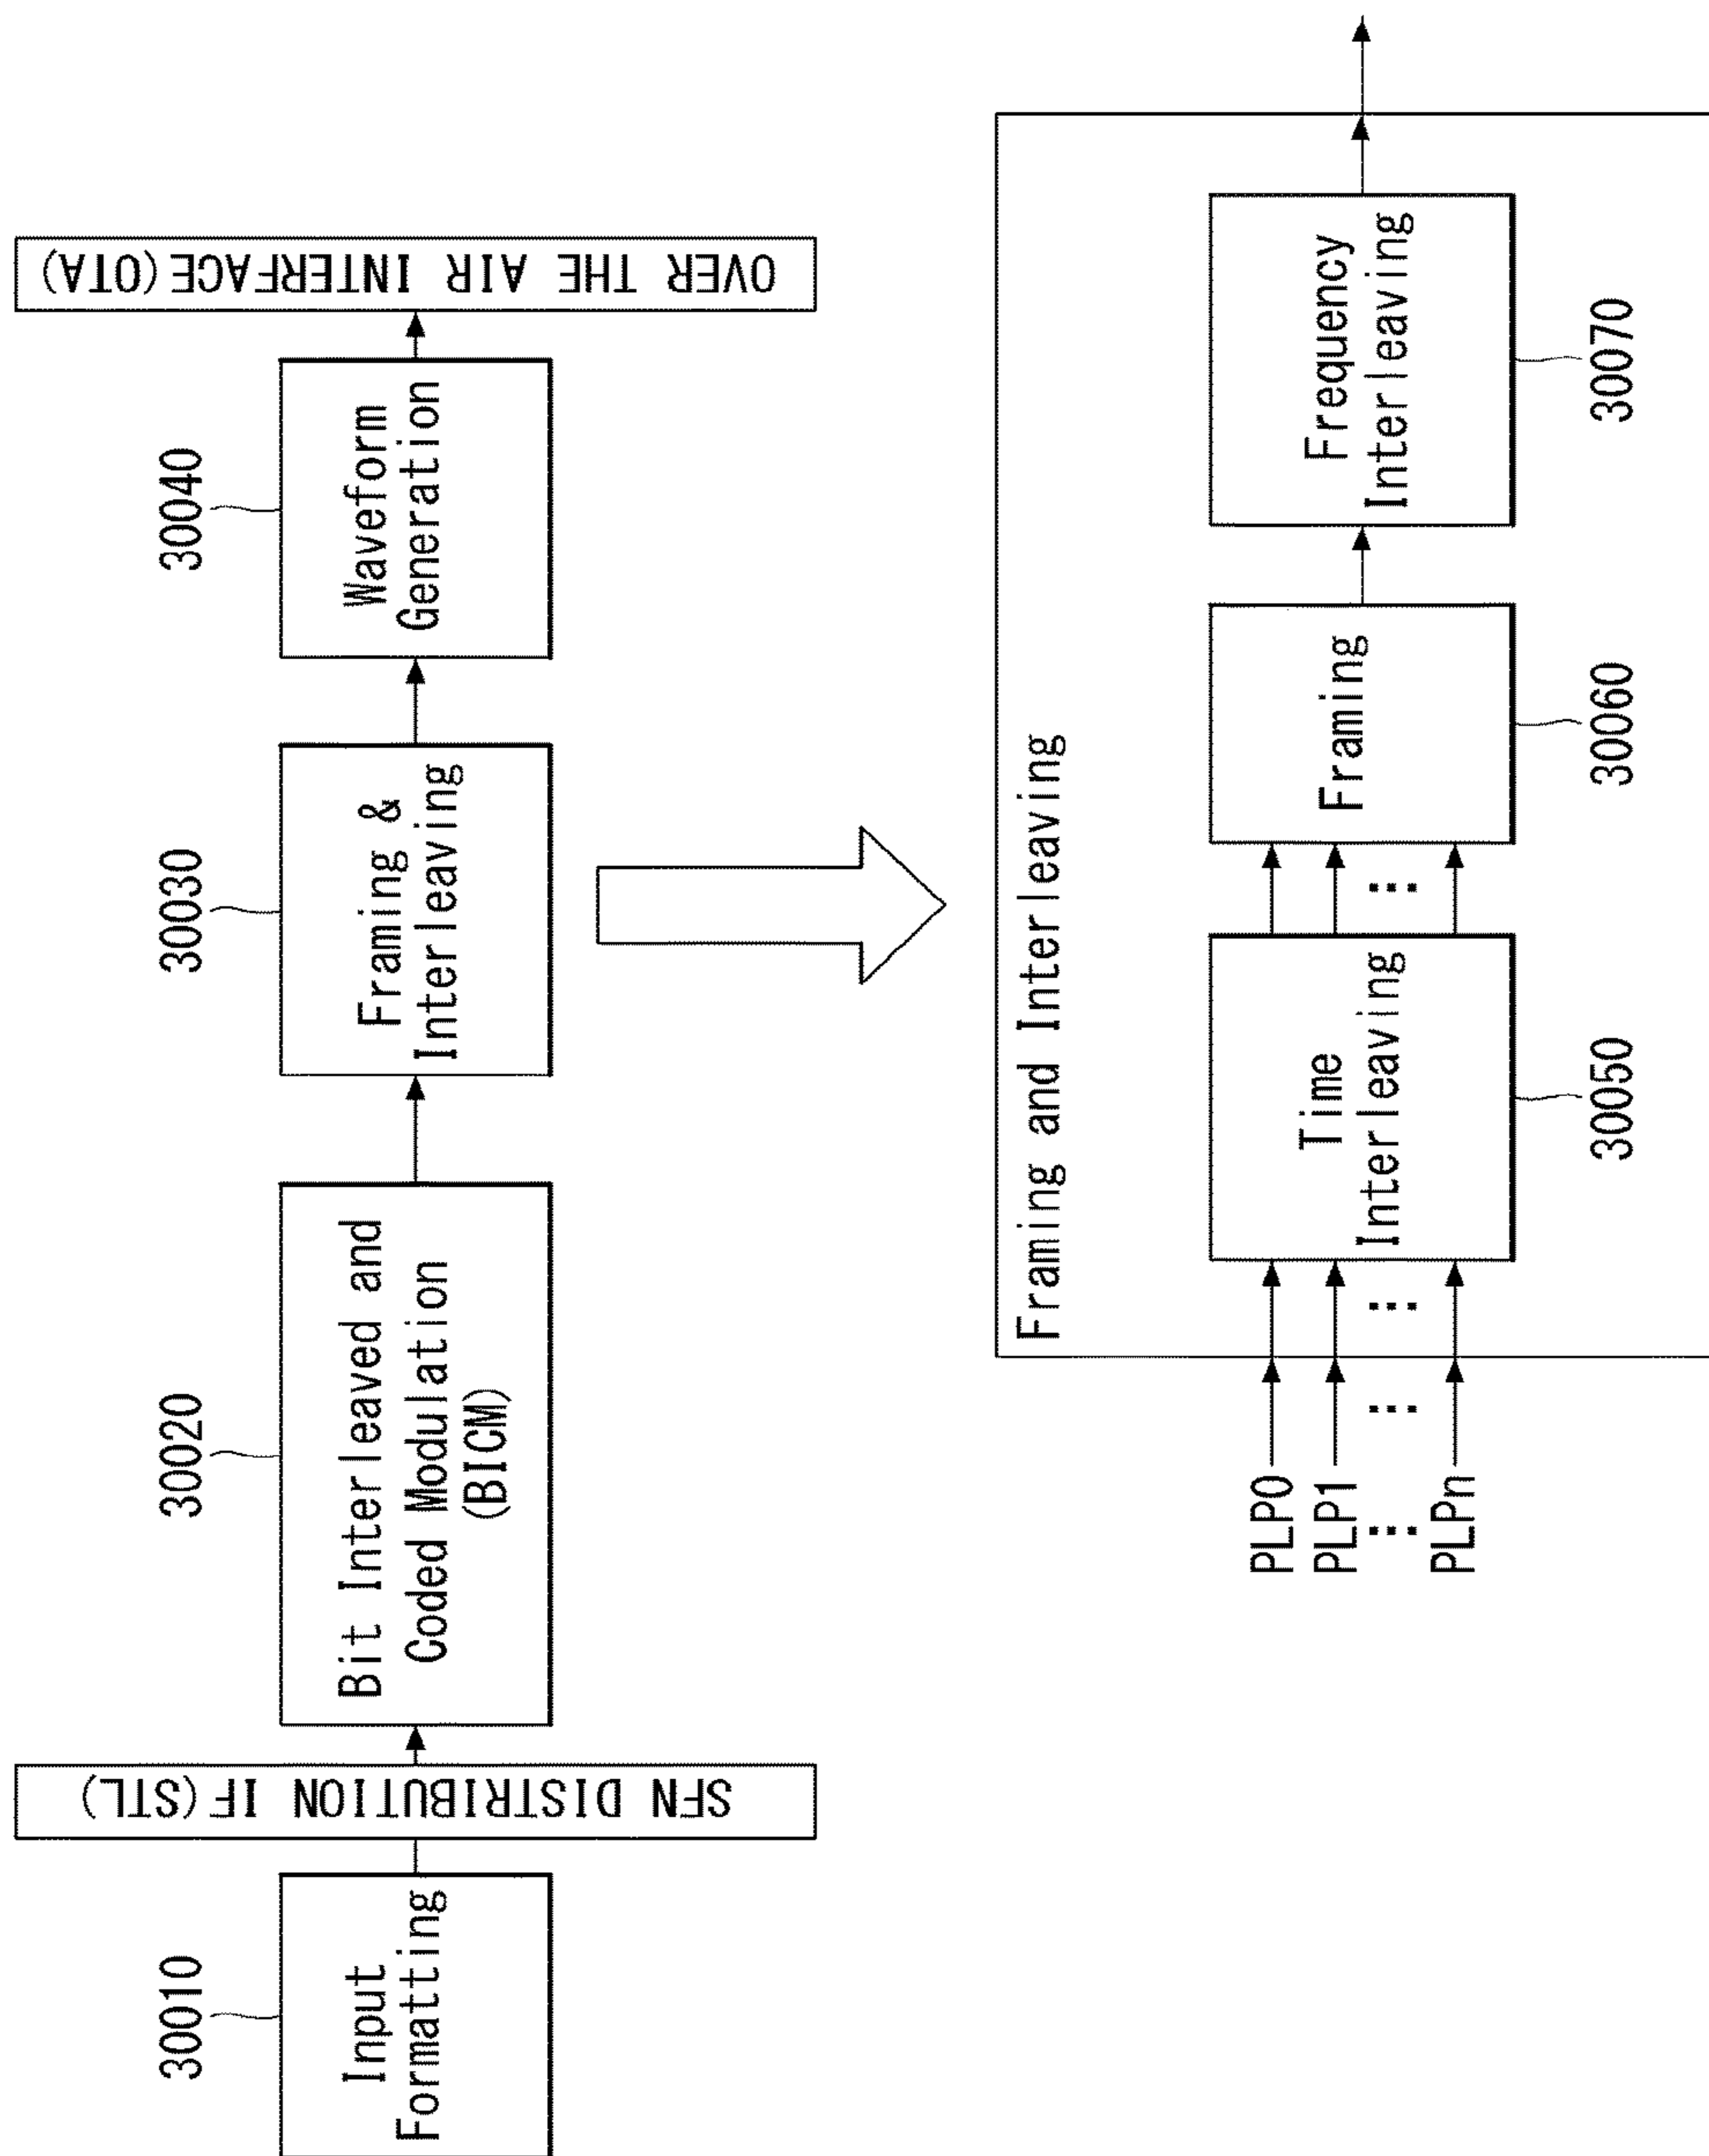 30010
Input
Formatting
SFN DISTRIBUTION IF(STL)
30020
Bit Interleaved and
Coded Modulation
(BICM)
30030
Framing &
Interleaving
30040
Waveform
Generation
OVER THE AIR INTERFACE(OTA)
Framing and Interleaving
PLP0
PLP1
⋮
PLPn
⋮
⋮
Time
Interleaving
30050
⋮
Framing
30060
Frequency
Interleaving
30070